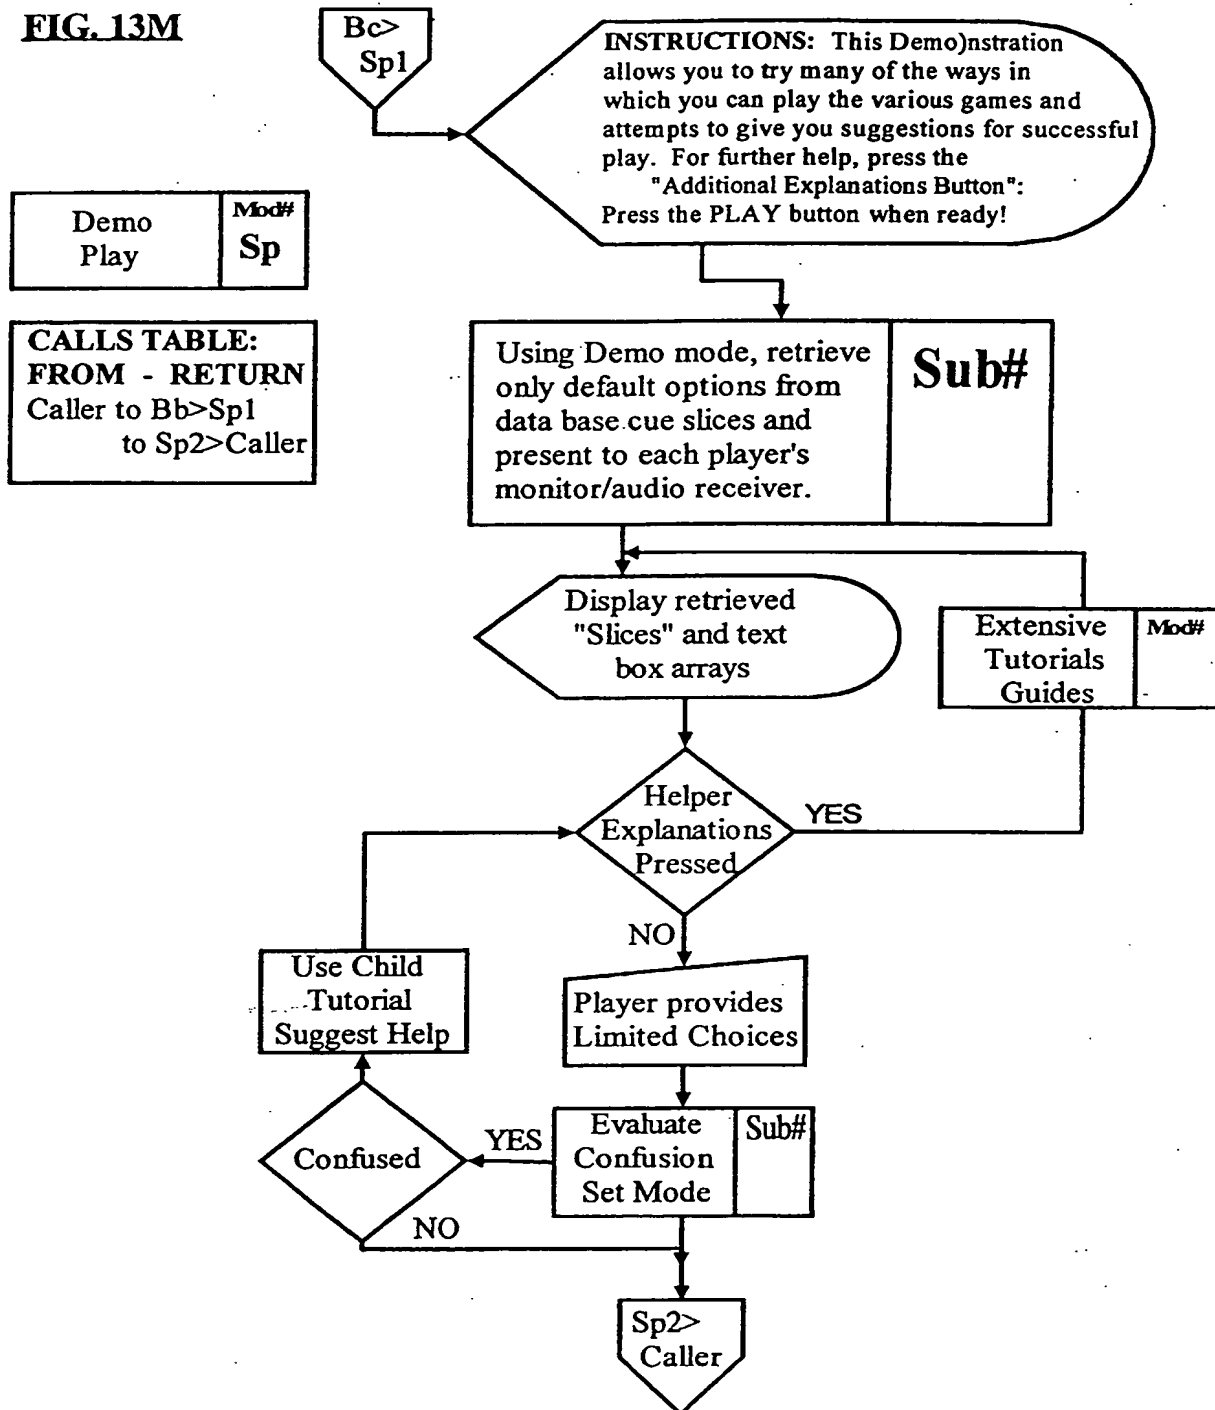 FIG. 13M
Bc>
Sp1
INSTRUCTIONS: This Demo)nstration
allows you to try many of the ways in
which you can play the various games and
attempts to give you suggestions for successful
play. For further help, press the
"Additional Explanations Button":
Press the PLAY button when ready!
Demo
Play
Mod#
Sp
CALLS TABLE:
FROM - RETURN
Caller to Bb>Sp1
to Sp2>Caller
Using Demo mode, retrieve
only default options from
data base cue slices and
present to each player's
monitor/audio receiver.
Sub#
Display retrieved
"Slices" and text
box arrays
Extensive
Tutorials
Guides
Mod#
Helper
Explanations
Pressed
YES
NO
Use Child
Tutorial
Suggest Help
Player provides
Limited Choices
Confused
YES
Evaluate
Confusion
Set Mode
Sub#
NO
Sp2>
Caller